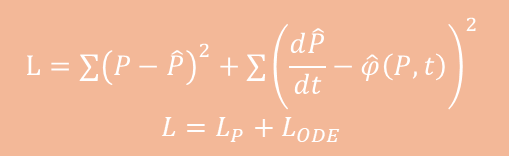 L = ∑(P − P̂)² + ∑(dP̂/dt − φ̂(P, t))²
L = L_P + L_ODE